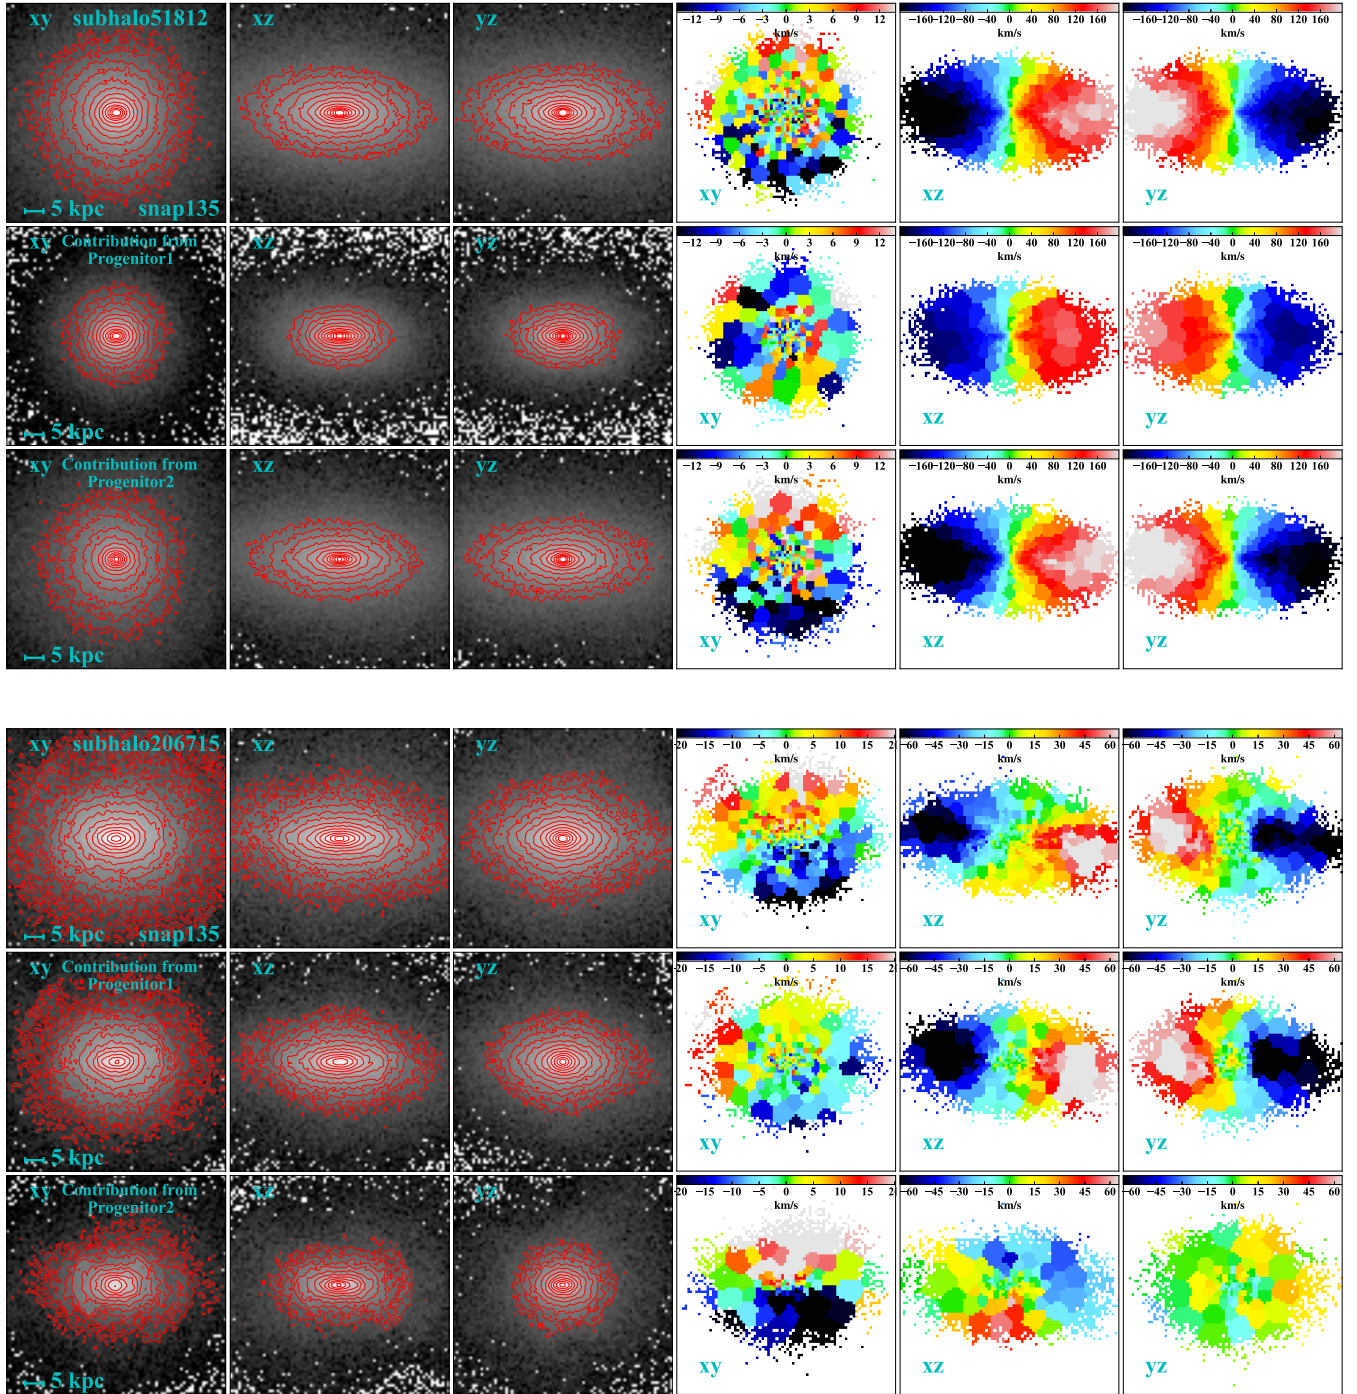 xy subhalo51812 xz yz
−12 −6 −3 0 3 6 9 12
km/s
−160 −120 −80 −40 0 40 80 120 160
km/s
−160 −120 −80 −40 0 40 80 120 160
km/s
5 kpc snap135 xy xz yz
xy Contribution from Progenitor1 xz yz
−12 −6 −3 0 3 6 9 12
km/s
−160 −120 −80 −40 0 40 80 120 160
km/s
−160 −120 −80 −40 0 40 80 120 160
km/s
5 kpc xy xz yz
xy Contribution from Progenitor2 xz yz
−12 −6 −3 0 3 6 9 12
km/s
−160 −120 −80 −40 0 40 80 120 160
km/s
−160 −120 −80 −40 0 40 80 120 160
km/s
5 kpc xy xz yz
xy subhalo206715 xz yz
−20 −15 −10 −5 0 5 10 15
km/s
−60 −45 −30 −15 0 15 30 45 60
km/s
−60 −45 −30 −15 0 15 30 45 60
km/s
5 kpc snap135 xy xz yz
xy Contribution from Progenitor1 xz yz
−20 −15 −10 −5 0 5 10 15
km/s
−60 −45 −30 −15 0 15 30 45 60
km/s
−60 −45 −30 −15 0 15 30 45 60
km/s
5 kpc xy xz yz
xy Contribution from Progenitor2 xz yz
−20 −15 −10 −5 0 5 10 15
km/s
−60 −45 −30 −15 0 15 30 45 60
km/s
−60 −45 −30 −15 0 15 30 45 60
km/s
5 kpc xy xz yz